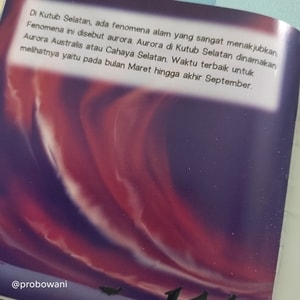 Di Kutub Selatan, ada fenomena alam yang sangat menakjubkan.
Fenomena ini disebut aurora. Aurora di Kutub Selatan dinamakan
Aurora Australis atau Cahaya Selatan. Waktu terbaik untuk
melihatnya yaitu pada bulan Maret hingga akhir September.
@probowani